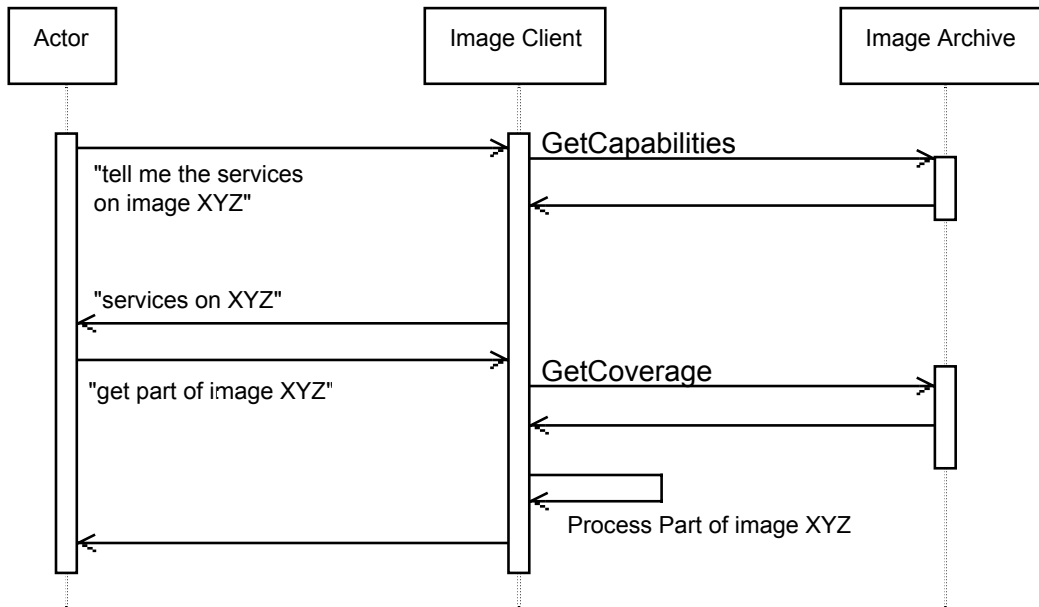 Actor
Image Client
Image Archive
GetCapabilities
"tell me the services
on image XYZ"
"services on XYZ"
GetCoverage
"get part of image XYZ"
Process Part of image XYZ